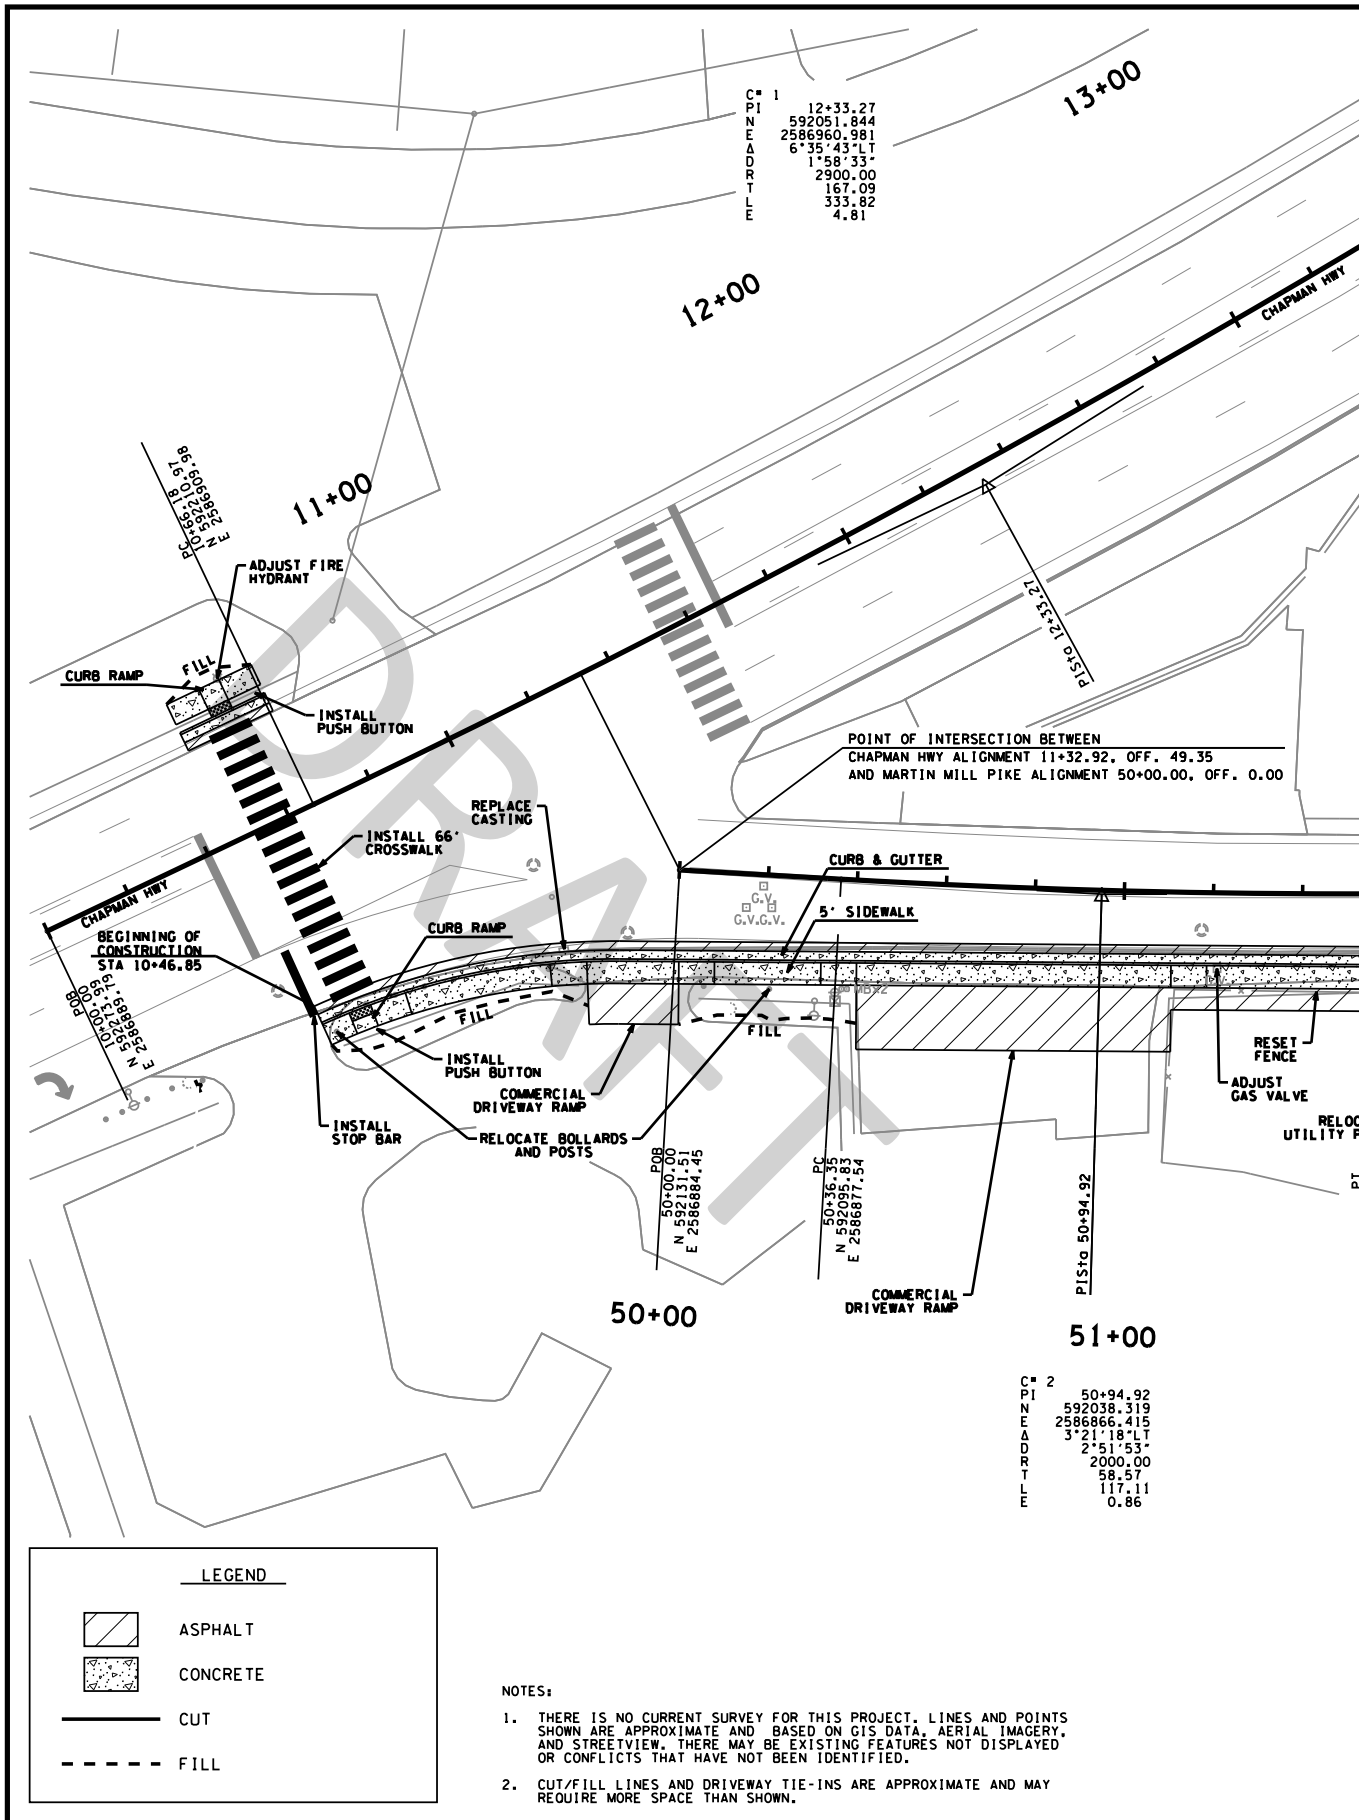 C# 1
PI 12+33.27
N 592051.844
E 2586960.981
Δ 6°35'43"LT
D 1°58'33"
R 2900.00
T 167.09
L 333.82
E 4.81
13+00
12+00
11+00
CHAPMAN HWY
PC
10+66.18
N 592210.97
E 2586909.98
ADJUST FIRE
HYDRANT
FILL
CURB RAMP
INSTALL
PUSH BUTTON
PISta 12+33.27
POINT OF INTERSECTION BETWEEN
CHAPMAN HWY ALIGNMENT 11+32.92, OFF. 49.35
AND MARTIN MILL PIKE ALIGNMENT 50+00.00, OFF. 0.00
REPLACE
CASTING
INSTALL 66'
CROSSWALK
CHAPMAN HWY
CURB & GUTTER
G.V.
G.V.G.V.
5' SIDEWALK
CURB RAMP
BEGINNING OF
CONSTRUCTION
STA 10+46.85
POB
10+00.00
N 592273.99
E 2586889.79
DRAFT
FILL
MBX2
FILL
INSTALL
PUSH BUTTON
COMMERCIAL
DRIVEWAY RAMP
INSTALL
STOP BAR
RELOCATE BOLLARDS
AND POSTS
RESET
FENCE
ADJUST
GAS VALVE
RELOC
UTILITY P
PI
POB
50+00.00
N 592131.51
E 2586884.45
PC
50+36.35
N 592095.83
E 2586877.54
PISta 50+94.92
COMMERCIAL
DRIVEWAY RAMP
50+00
51+00
C# 2
PI 50+94.92
N 592038.319
E 2586866.415
Δ 3°21'18"LT
D 2°51'53"
R 2000.00
T 58.57
L 117.11
E 0.86
LEGEND
ASPHALT
CONCRETE
CUT
FILL
NOTES:
1. THERE IS NO CURRENT SURVEY FOR THIS PROJECT. LINES AND POINTS
SHOWN ARE APPROXIMATE AND BASED ON GIS DATA, AERIAL IMAGERY,
AND STREETVIEW. THERE MAY BE EXISTING FEATURES NOT DISPLAYED
OR CONFLICTS THAT HAVE NOT BEEN IDENTIFIED.
2. CUT/FILL LINES AND DRIVEWAY TIE-INS ARE APPROXIMATE AND MAY
REQUIRE MORE SPACE THAN SHOWN.